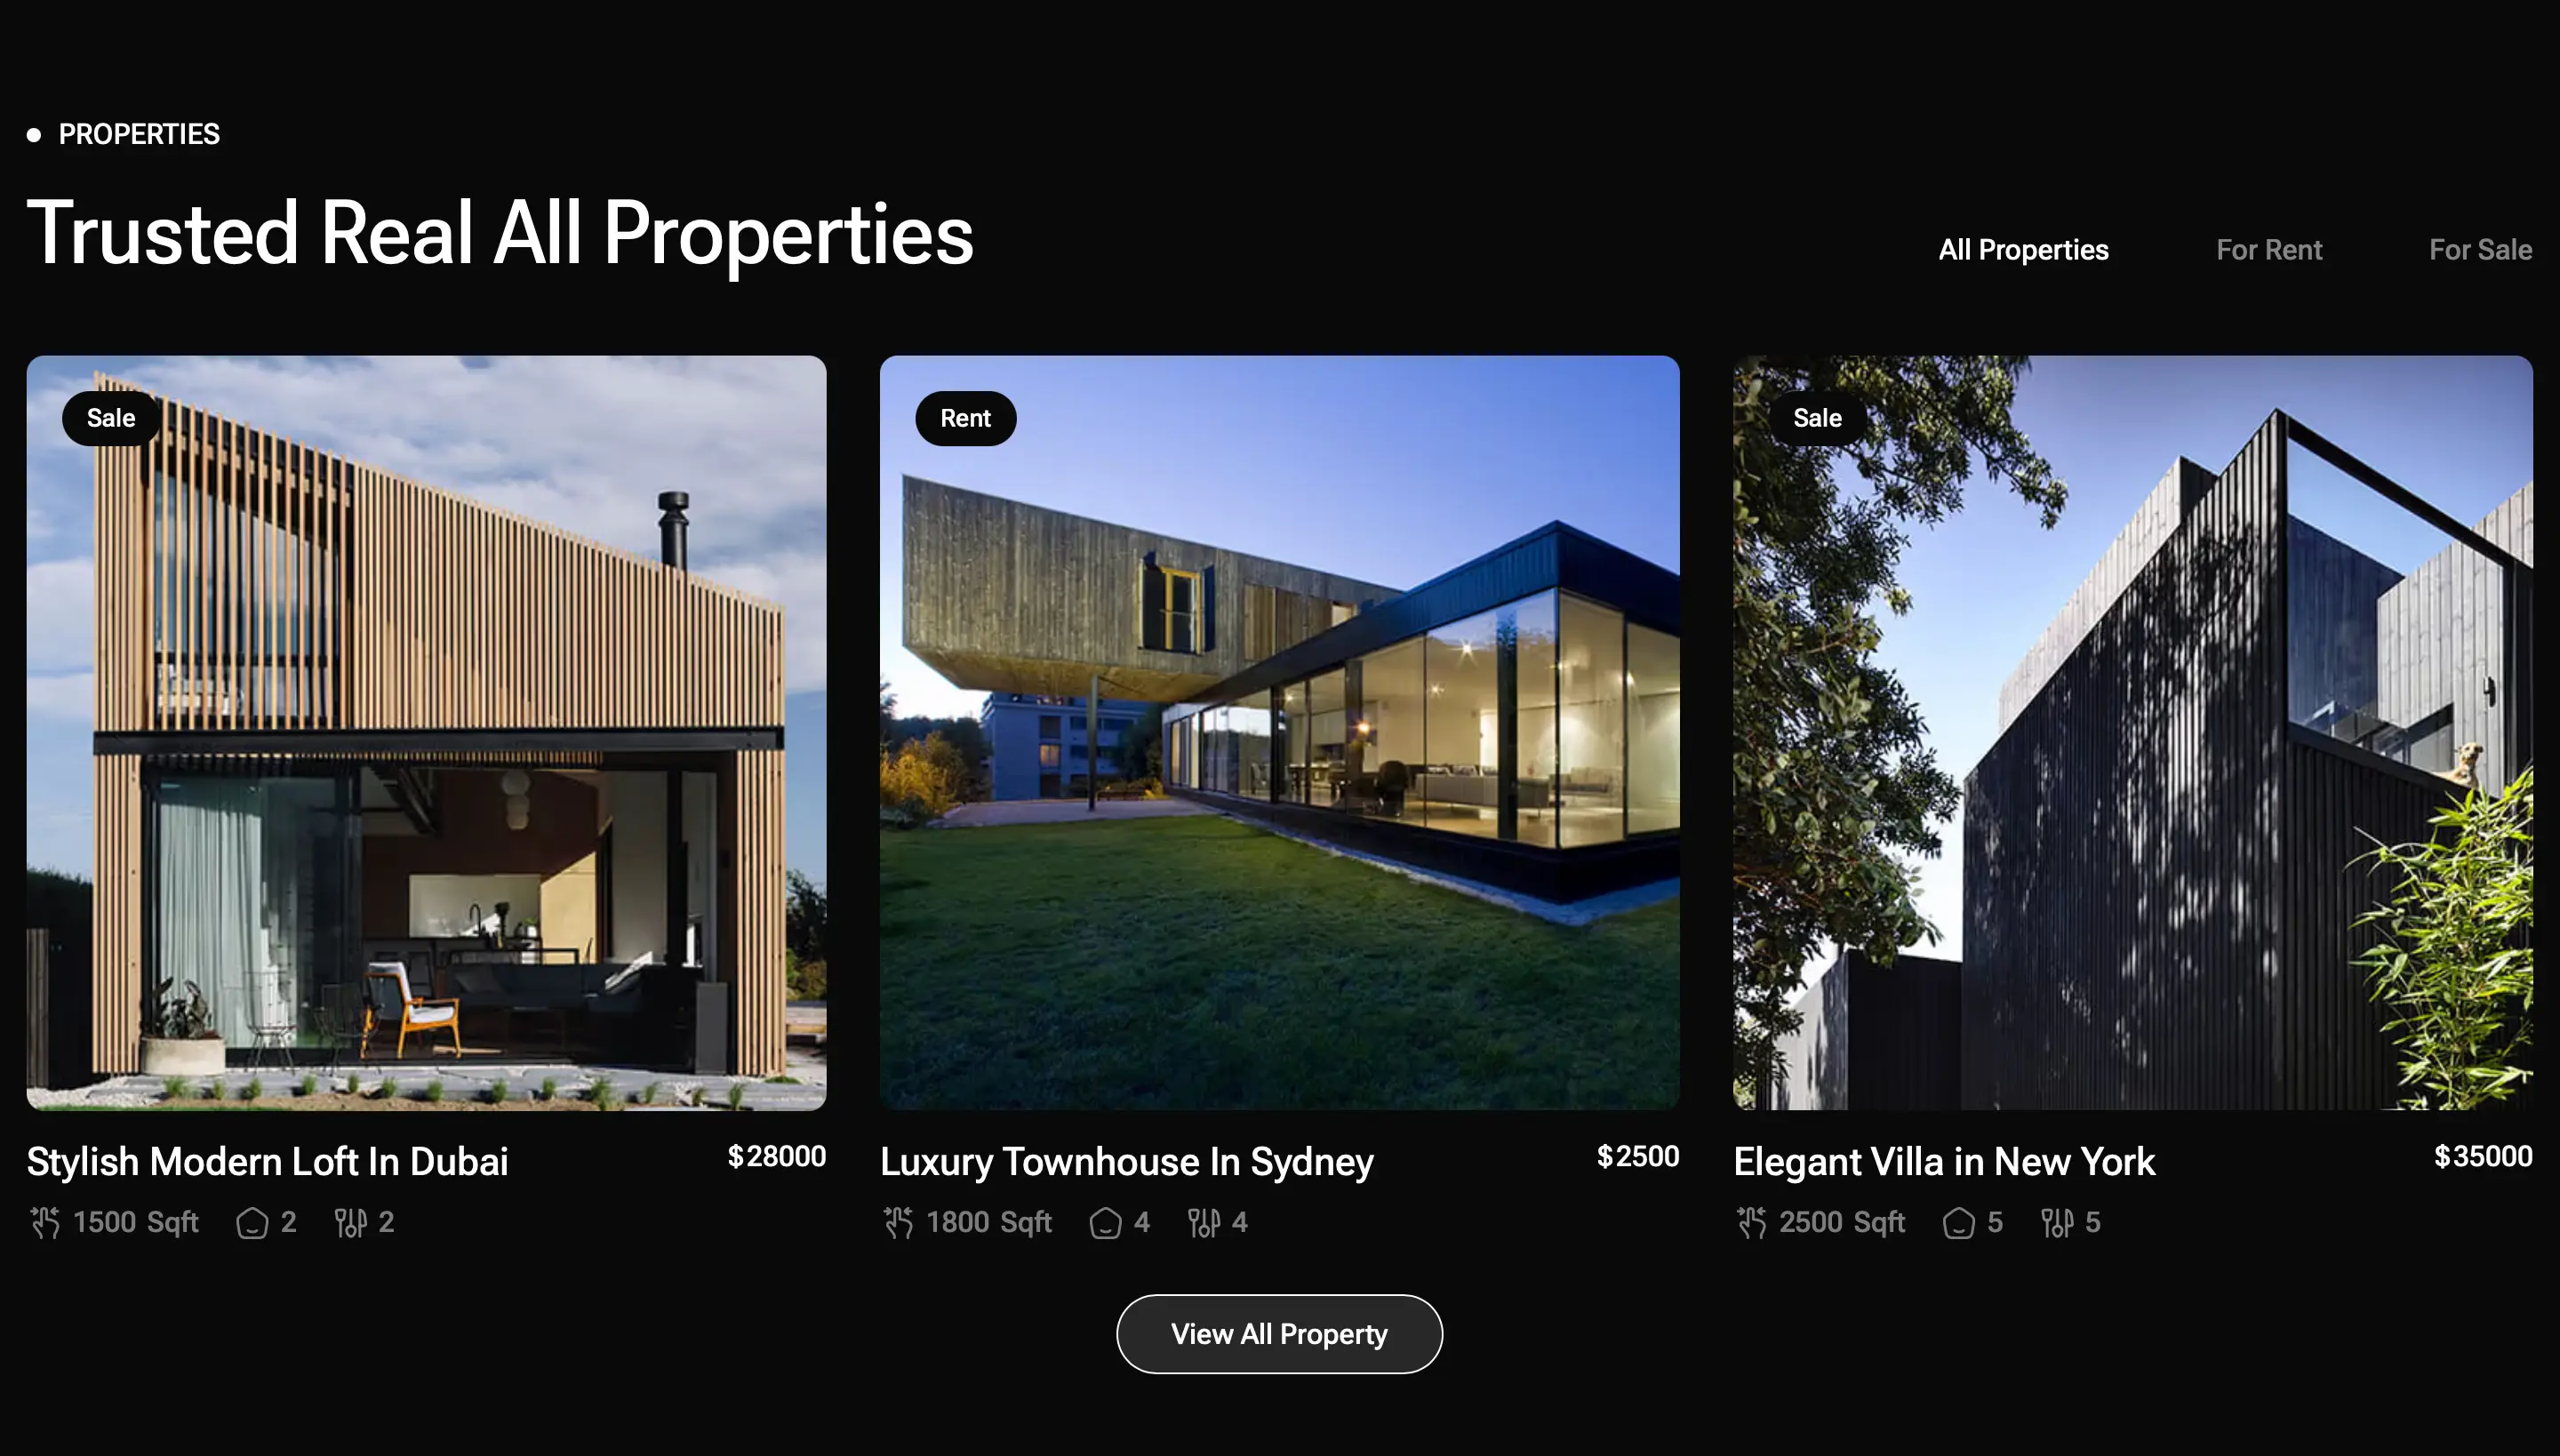 PROPERTIES
Trusted Real All Properties
All Properties
For Rent
For Sale
Sale
Rent
Sale
Stylish Modern Loft In Dubai
$28000
1500 Sqft
2
2
Luxury Townhouse In Sydney
$2500
1800 Sqft
4
4
Elegant Villa in New York
$35000
2500 Sqft
5
5
View All Property